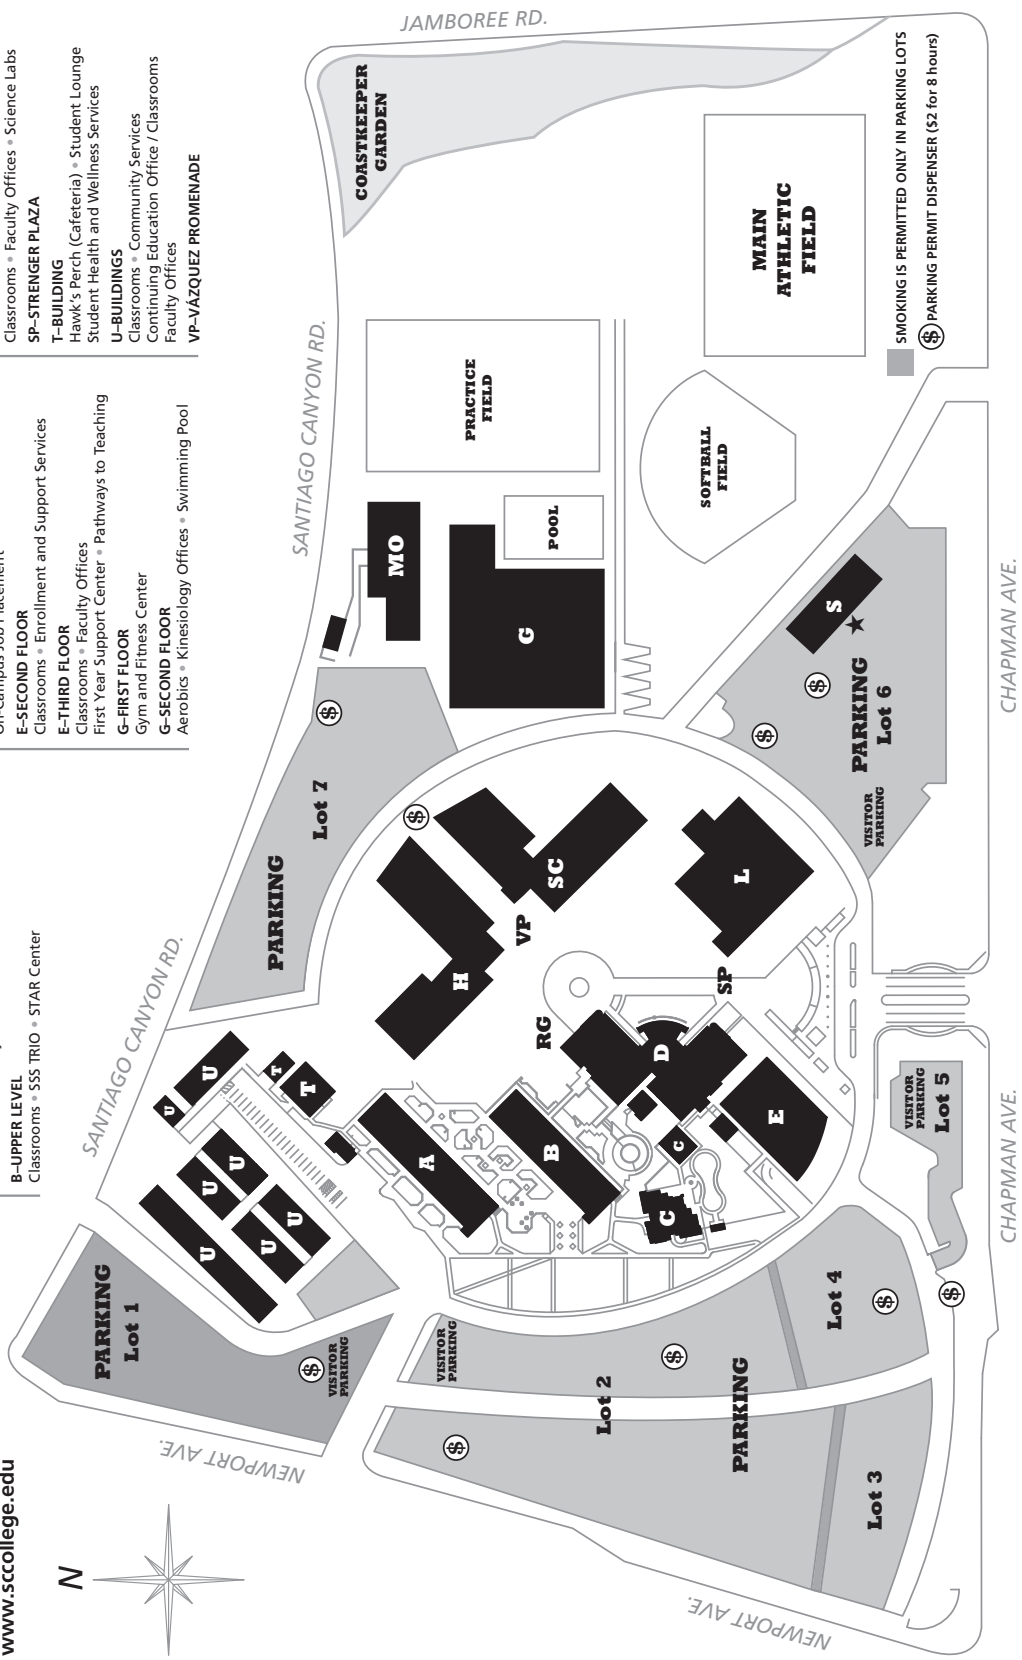 www.sccollege.edu
B–UPPER LEVEL
Classrooms • SSS TRIO • STAR Center
E–SECOND FLOOR
Classrooms • Enrollment and Support Services
E–THIRD FLOOR
Classrooms • Faculty Offices
First Year Support Center • Pathways to Teaching
G–FIRST FLOOR
Gym and Fitness Center
G–SECOND FLOOR
Aerobics • Kinesiology Offices • Swimming Pool
Classrooms • Faculty Offices • Science Labs
SP–STRENGER PLAZA
T–BUILDING
Hawk's Perch (Cafeteria) • Student Lounge
Student Health and Wellness Services
U–BUILDINGS
Classrooms • Community Services
Continuing Education Office / Classrooms
Faculty Offices
VP–VÁZQUEZ PROMENADE
N
NEWPORT AVE.
NEWPORT AVE.
SANTIAGO CANYON RD.
SANTIAGO CANYON RD.
JAMBOREE RD.
CHAPMAN AVE.
CHAPMAN AVE.
PARKING
Lot 1
$
VISITOR
PARKING
U
U
U
U
U
U
U
T
T
PARKING
Lot 7
$
$
MO
G
POOL
PRACTICE
FIELD
COASTKEEPER
GARDEN
MAIN
ATHLETIC
FIELD
SOFTBALL
FIELD
A
B
H
VP
SC
RG
D
SP
L
C
C
E
VISITOR
PARKING
$
Lot 2
$
PARKING
Lot 3
Lot 4
$
$
VISITOR
PARKING
Lot 5
VISITOR
PARKING
PARKING
Lot 6
$
$
S
SMOKING IS PERMITTED ONLY IN PARKING LOTS
$ PARKING PERMIT DISPENSER ($2 for 8 hours)